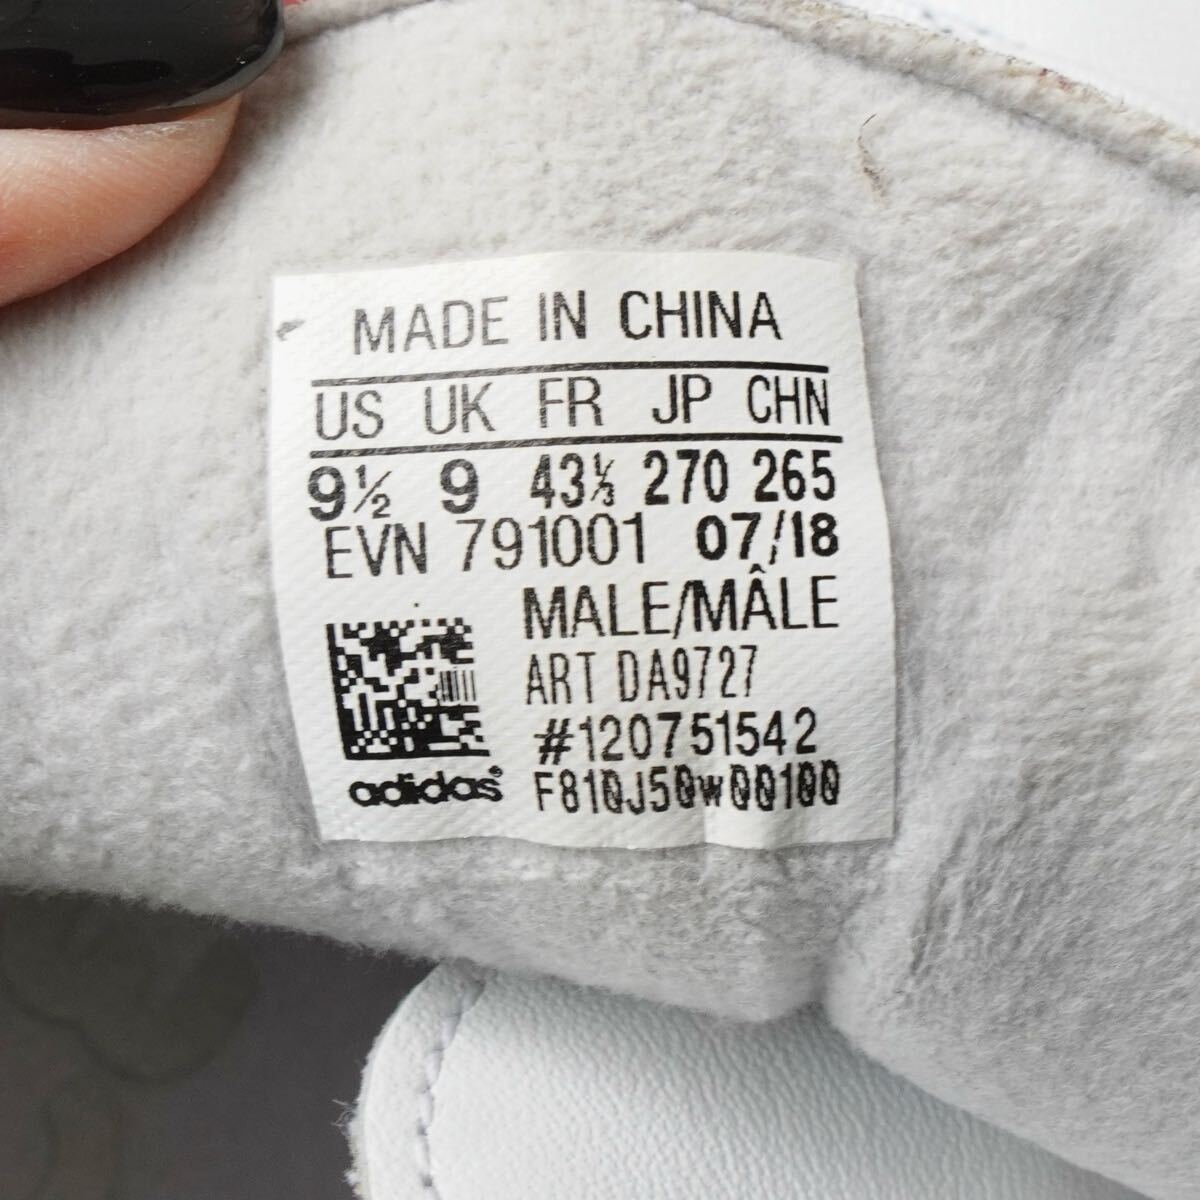 MADE IN CHINA
US UK FR JP CHN
9½ 9 43⅓ 270 265
EVN 791001 07/18
MALE/MÂLE
ART DA9727
#120751542
adidas® F810J50W00100